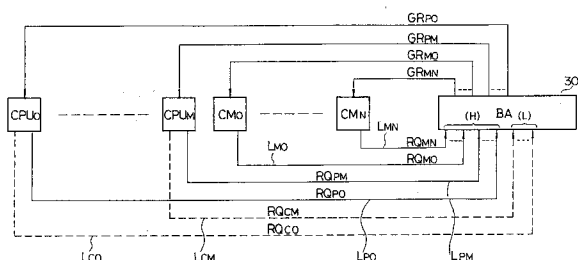 GRPO
GRPM
GRMO
GRMN
30
CPUO CPUM CMO CMN BA
(H) (L)
LMN
LMO RQMN
RQMO
RQPM
RQPO
RQCM
RQCO
LCO LCM LPO LPM